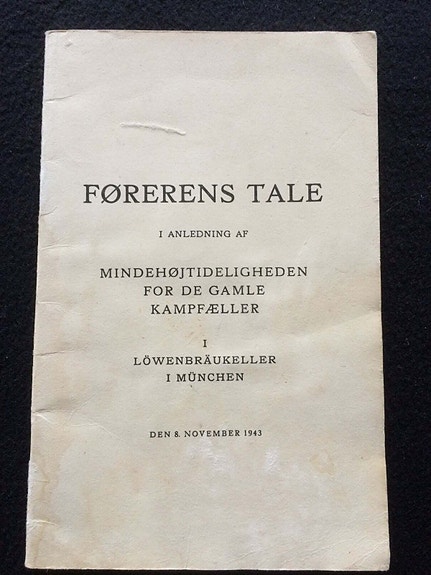 FØRERENS TALE
I ANLEDNING AF
MINDEHØJTIDELIGHEDEN
FOR DE GAMLE
KAMPFÆLLER
I
LÖWENBRÄUKELLER
I MÜNCHEN
DEN 8. NOVEMBER 1943